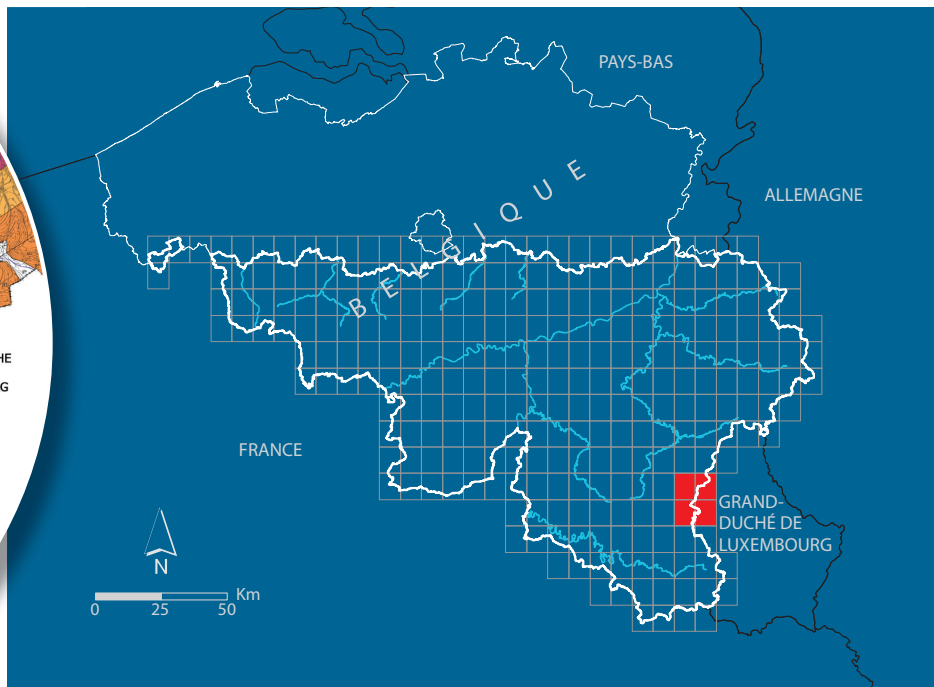 PAYS-BAS
ALLEMAGNE
BELGIQUE
HE
G
FRANCE
GRAND-
DUCHÉ DE
LUXEMBOURG
N
Km
0 25 50